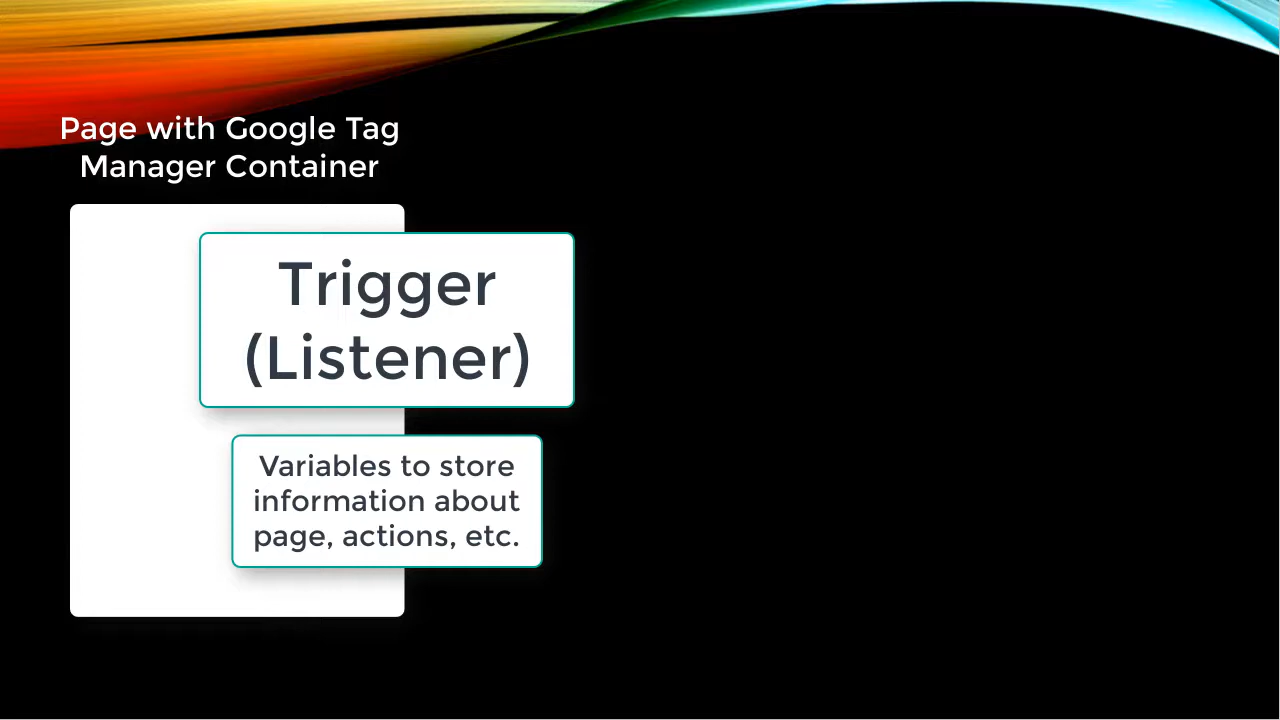 Page with Google Tag
Manager Container
Trigger
(Listener)
Variables to store
information about
page, actions, etc.